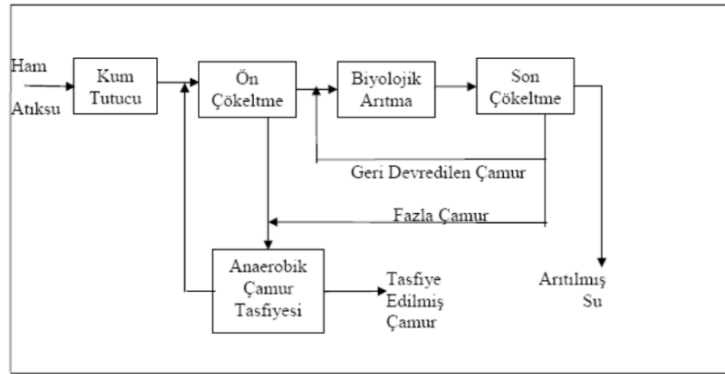 Ham
Atıksu
Kum
Tutucu
Ön
Çökeltme
Biyolojik
Arıtma
Son
Çökeltme
Geri Devredilen Çamur
Fazla Çamur
Anaerobik
Çamur
Tasfiyesi
Tasfiye
Edilmiş
Çamur
Arıtılmış
Su